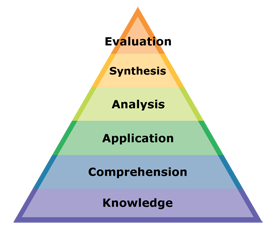 Evaluation
Synthesis
Analysis
Application
Comprehension
Knowledge